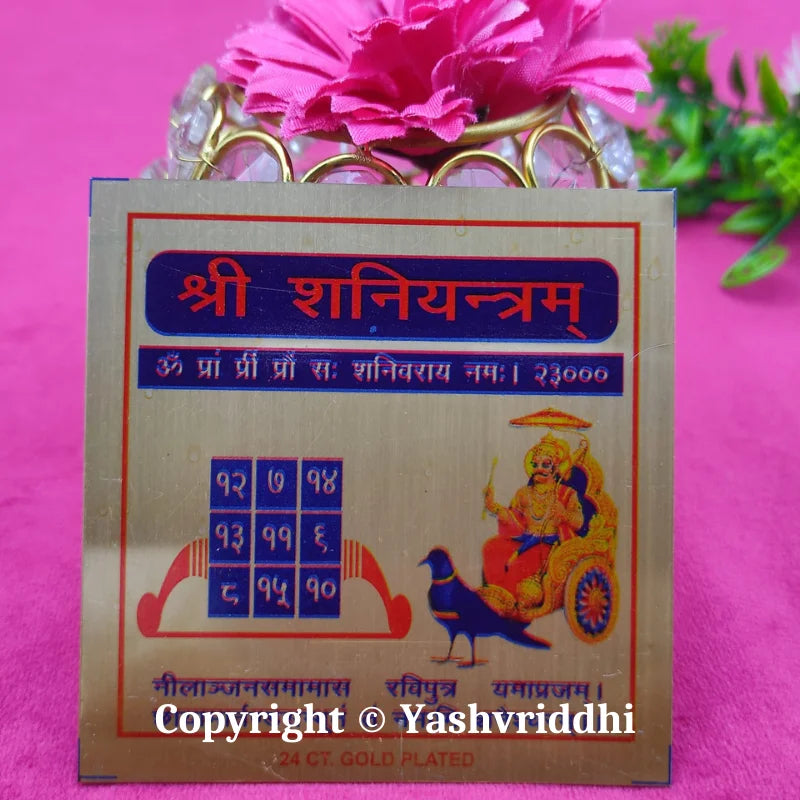 श्री शनियन्त्रम्
ॐ प्रां प्रीं प्रौं सः शनिवराय नमः। २३०००
१२ ७ १४
१३ ११ ६
८ १५ १०
नीलाञ्जनसमामास रविपुत्र यमाप्रजम्।
Copyright © Yashvriddhi
24 CT. GOLD PLATED